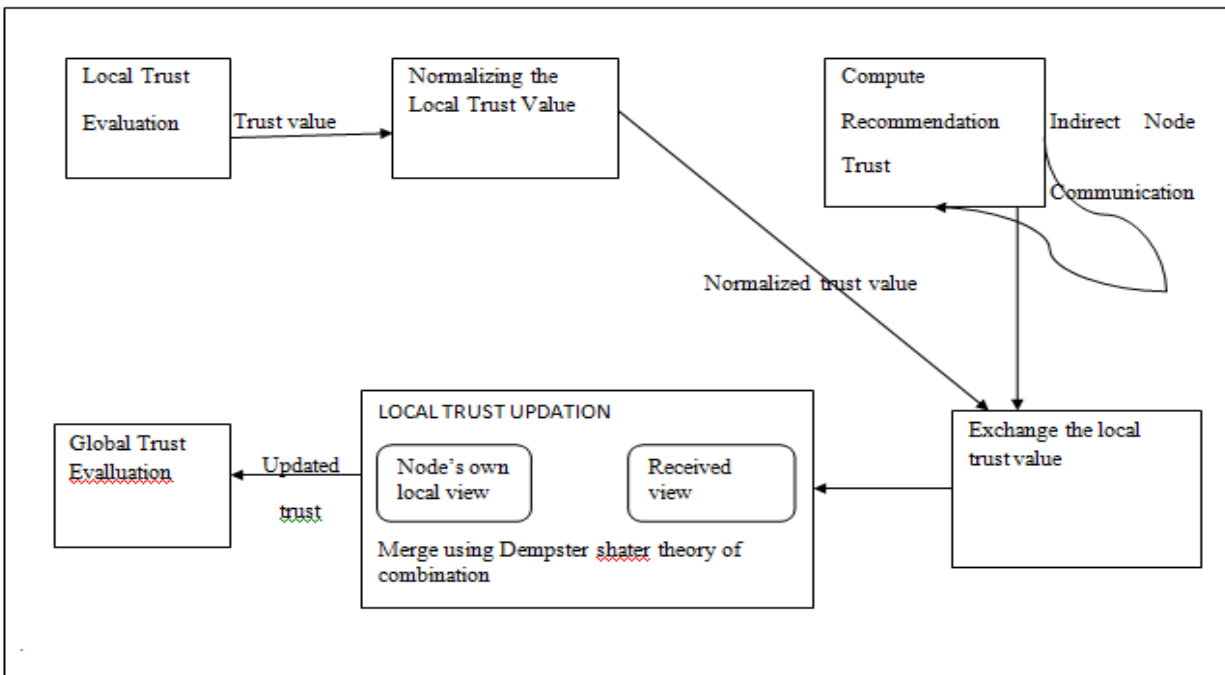 Local Trust
Evaluation
Trust value
Normalizing the
Local Trust Value
Compute
Recommendation
Trust
Indirect Node
Communication
Normalized trust value
Exchange the local
trust value
LOCAL TRUST UPDATION
Node's own
local view
Received
view
Merge using Dempster shater theory of
combination
Updated
trust
Global Trust
Evalluation